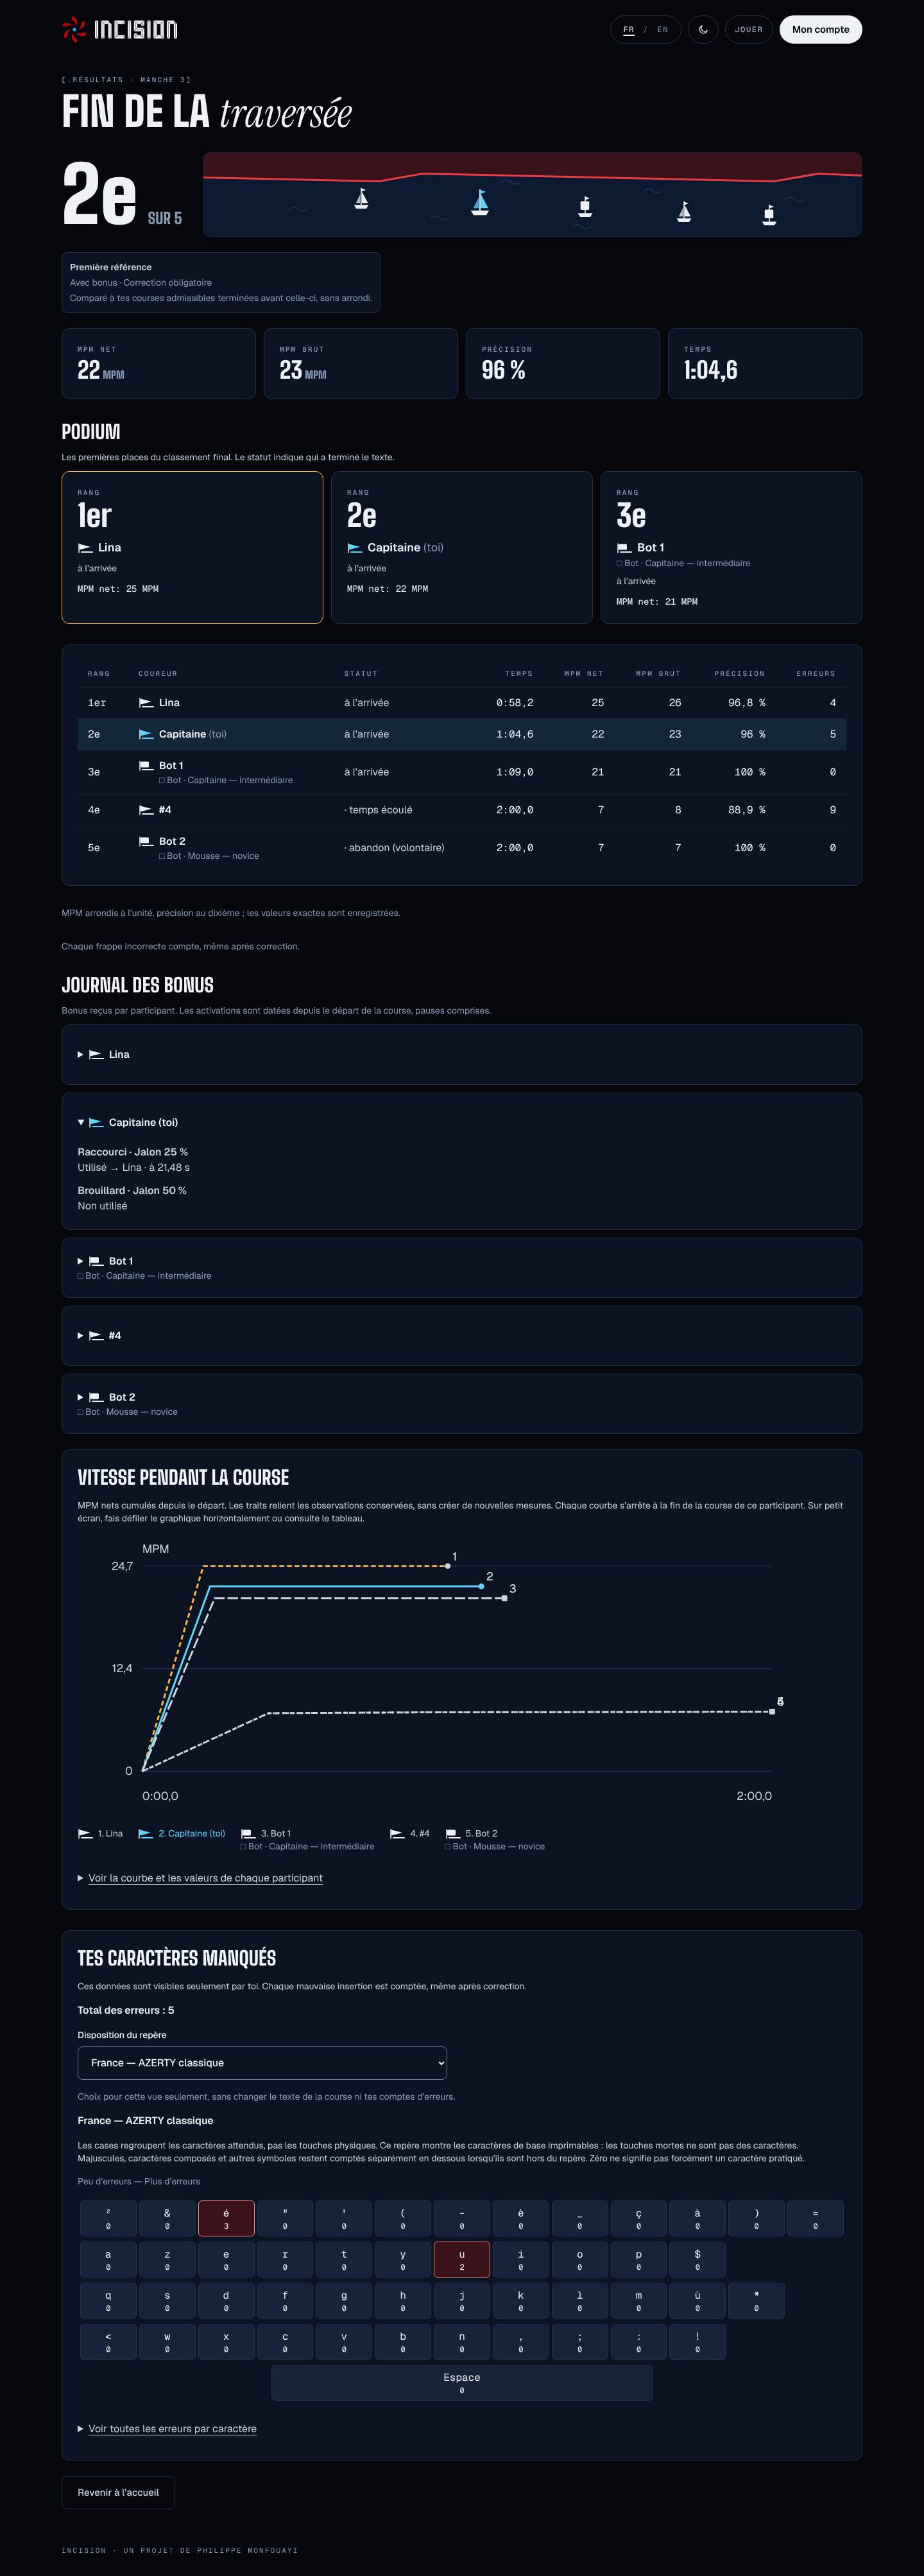 INCISION
FR / EN
JOUER
Mon compte
[.RÉSULTATS · MANCHE 3]
FIN DE LA traversée
2e SUR 5
Première référence
Avec bonus · Correction obligatoire
Comparé à tes courses admissibles terminées avant celle-ci, sans arrondi.
MPM NET
22 MPM
MPM BRUT
23 MPM
PRÉCISION
96 %
TEMPS
1:04,6
PODIUM
Les premières places du classement final. Le statut indique qui a terminé le texte.
RANG
1er
Lina
à l'arrivée
MPM net: 25 MPM
RANG
2e
Capitaine (toi)
à l'arrivée
MPM net: 22 MPM
RANG
3e
Bot 1
□ Bot · Capitaine — intermédiaire
à l'arrivée
MPM net: 21 MPM
RANG COUREUR STATUT TEMPS MPM NET MPM BRUT PRÉCISION ERREURS
1er Lina à l'arrivée 0:58,2 25 26 96,8 % 4
2e Capitaine (toi) à l'arrivée 1:04,6 22 23 96 % 5
3e Bot 1 à l'arrivée 1:09,0 21 21 100 % 0
□ Bot · Capitaine — intermédiaire
4e #4 · temps écoulé 2:00,0 7 8 88,9 % 9
5e Bot 2 · abandon (volontaire) 2:00,0 7 7 100 % 0
□ Bot · Mousse — novice
MPM arrondis à l'unité, précision au dixième ; les valeurs exactes sont enregistrées.
Chaque frappe incorrecte compte, même après correction.
JOURNAL DES BONUS
Bonus reçus par participant. Les activations sont datées depuis le départ de la course, pauses comprises.
▶ Lina
▼ Capitaine (toi)
Raccourci · Jalon 25 %
Utilisé → Lina · à 21,48 s
Brouillard · Jalon 50 %
Non utilisé
▶ Bot 1
□ Bot · Capitaine — intermédiaire
▶ #4
▶ Bot 2
□ Bot · Mousse — novice
VITESSE PENDANT LA COURSE
MPM nets cumulés depuis le départ. Les traits relient les observations conservées, sans créer de nouvelles mesures. Chaque courbe s'arrête à la fin de la course de ce participant. Sur petit
écran, fais défiler le graphique horizontalement ou consulte le tableau.
MPM
24,7
12,4
0
1
2
3
0:00,0 2:00,0
1. Lina 2. Capitaine (toi) 3. Bot 1 4. #4 5. Bot 2
□ Bot · Capitaine — intermédiaire □ Bot · Mousse — novice
▶ Voir la courbe et les valeurs de chaque participant
TES CARACTÈRES MANQUÉS
Ces données sont visibles seulement par toi. Chaque mauvaise insertion est comptée, même après correction.
Total des erreurs : 5
Disposition du repère
France — AZERTY classique
Choix pour cette vue seulement, sans changer le texte de la course ni tes comptes d'erreurs.
France — AZERTY classique
Les cases regroupent les caractères attendus, pas les touches physiques. Ce repère montre les caractères de base imprimables : les touches mortes ne sont pas des caractères.
Majuscules, caractères composés et autres symboles restent comptés séparément en dessous lorsqu'ils sont hors du repère. Zéro ne signifie pas forcément un caractère pratiqué.
Peu d'erreurs — Plus d'erreurs
² & é " ' ( - è _ ç à ) =
0 0 3 0 0 0 0 0 0 0 0 0 0
a z e r t y u i o p $
0 0 0 0 0 0 2 0 0 0 0
q s d f g h j k l m ù *
0 0 0 0 0 0 0 0 0 0 0 0
< w x c v b n , ; : !
0 0 0 0 0 0 0 0 0 0 0
Espace
0
▶ Voir toutes les erreurs par caractère
Revenir à l'accueil
INCISION · UN PROJET DE PHILIPPE MONFOUAYI